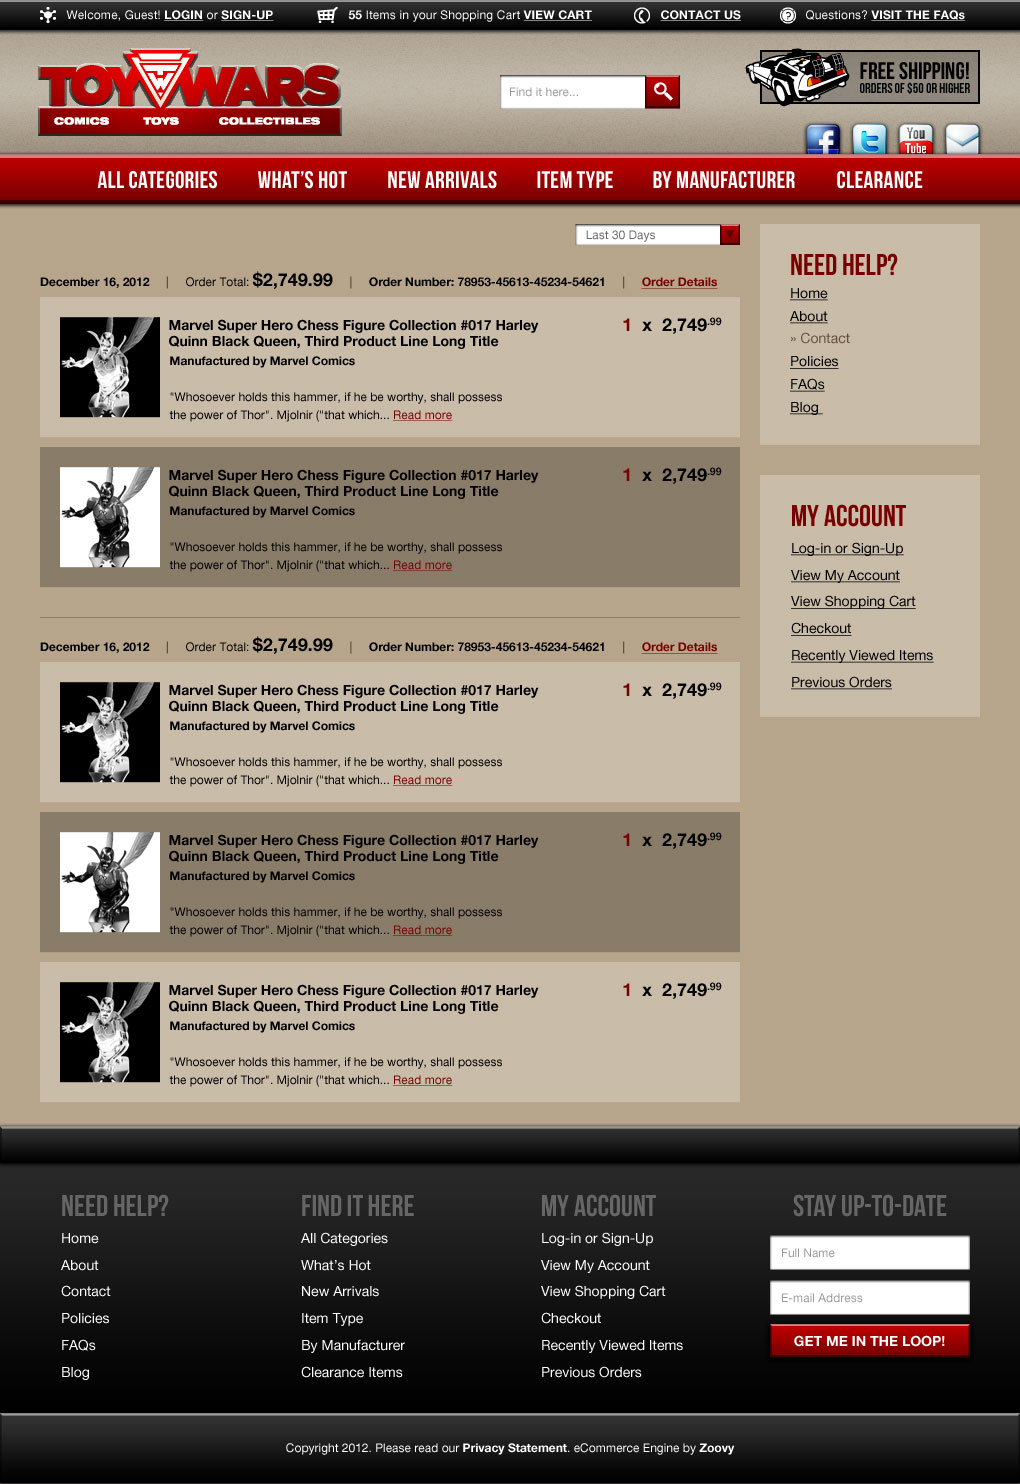 Welcome, Guest! LOGIN or SIGN-UP
55 Items in your Shopping Cart VIEW CART
CONTACT US
Questions? VISIT THE FAQs
TOY WARS
COMICS TOYS COLLECTIBLES
Find it here...
FREE SHIPPING!
ORDERS OF $50 OR HIGHER
You
Tube
ALL CATEGORIES WHAT'S HOT NEW ARRIVALS ITEM TYPE BY MANUFACTURER CLEARANCE
Last 30 Days
December 16, 2012 | Order Total: $2,749.99 | Order Number: 78953-45613-45234-54621 | Order Details
Marvel Super Hero Chess Figure Collection #017 Harley
Quinn Black Queen, Third Product Line Long Title
Manufactured by Marvel Comics
"Whosoever holds this hammer, if he be worthy, shall possess
the power of Thor". Mjolnir ("that which... Read more
1 x 2,749.99
Marvel Super Hero Chess Figure Collection #017 Harley
Quinn Black Queen, Third Product Line Long Title
Manufactured by Marvel Comics
"Whosoever holds this hammer, if he be worthy, shall possess
the power of Thor". Mjolnir ("that which... Read more
1 x 2,749.99
December 16, 2012 | Order Total: $2,749.99 | Order Number: 78953-45613-45234-54621 | Order Details
Marvel Super Hero Chess Figure Collection #017 Harley
Quinn Black Queen, Third Product Line Long Title
Manufactured by Marvel Comics
"Whosoever holds this hammer, if he be worthy, shall possess
the power of Thor". Mjolnir ("that which... Read more
1 x 2,749.99
Marvel Super Hero Chess Figure Collection #017 Harley
Quinn Black Queen, Third Product Line Long Title
Manufactured by Marvel Comics
"Whosoever holds this hammer, if he be worthy, shall possess
the power of Thor". Mjolnir ("that which... Read more
1 x 2,749.99
Marvel Super Hero Chess Figure Collection #017 Harley
Quinn Black Queen, Third Product Line Long Title
Manufactured by Marvel Comics
"Whosoever holds this hammer, if he be worthy, shall possess
the power of Thor". Mjolnir ("that which... Read more
1 x 2,749.99
NEED HELP?
Home
About
» Contact
Policies
FAQs
Blog
MY ACCOUNT
Log-in or Sign-Up
View My Account
View Shopping Cart
Checkout
Recently Viewed Items
Previous Orders
NEED HELP?
Home
About
Contact
Policies
FAQs
Blog
FIND IT HERE
All Categories
What's Hot
New Arrivals
Item Type
By Manufacturer
Clearance Items
MY ACCOUNT
Log-in or Sign-Up
View My Account
View Shopping Cart
Checkout
Recently Viewed Items
Previous Orders
STAY UP-TO-DATE
Full Name
E-mail Address
GET ME IN THE LOOP!
Copyright 2012. Please read our Privacy Statement. eCommerce Engine by Zoovy